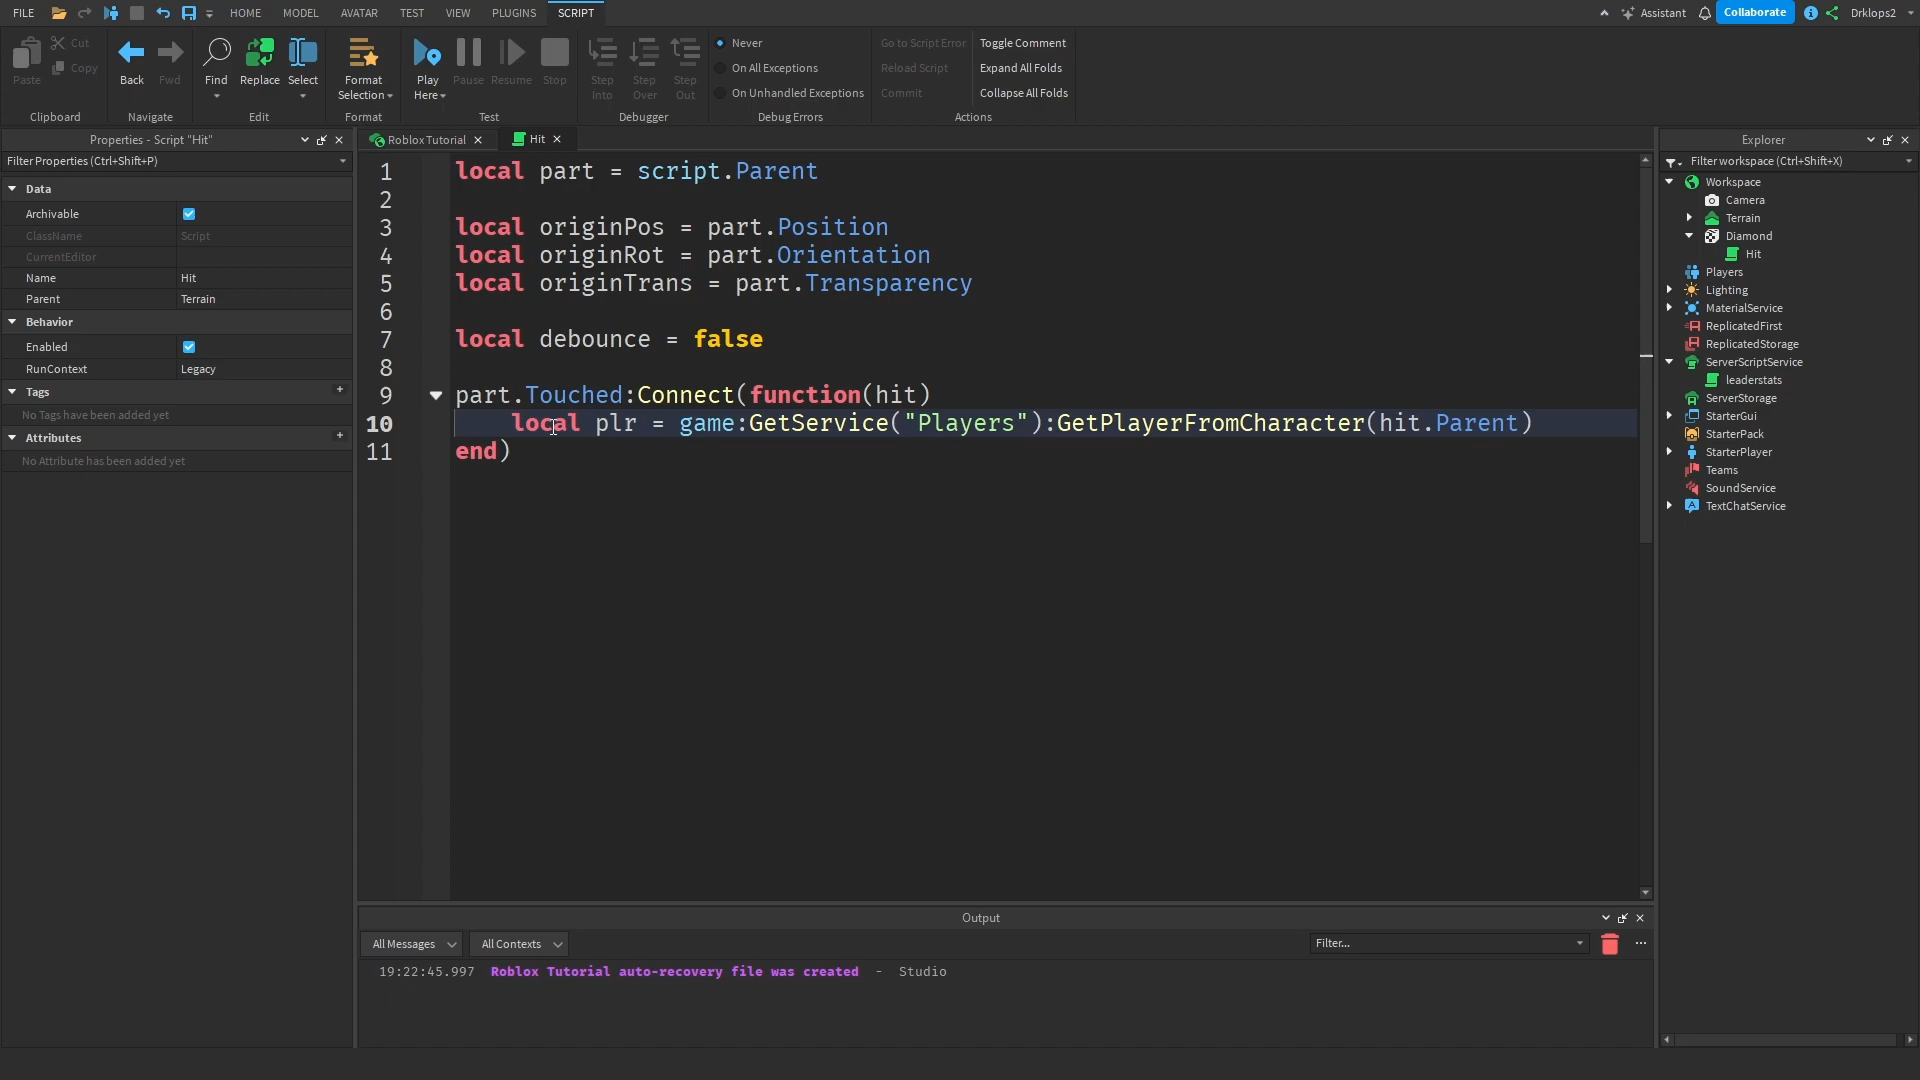 FILE HOME MODEL AVATAR TEST VIEW PLUGINS SCRIPT Assistant Collaborate Drklops2
Paste Cut Copy Back Fwd Find Replace Select Format Selection Play Here Pause Resume Stop Step Into Step Over Step Out
Never
On All Exceptions
On Unhandled Exceptions
Go to Script Error
Reload Script
Commit
Toggle Comment
Expand All Folds
Collapse All Folds
Clipboard Navigate Edit Format Test Debugger Debug Errors Actions
Properties - Script "Hit"
Filter Properties (Ctrl+Shift+P)
Data
Archivable
ClassName Script
CurrentEditor
Name Hit
Parent Terrain
Behavior
Enabled
RunContext Legacy
Tags +
No Tags have been added yet
Attributes +
No Attribute has been added yet
Roblox Tutorial Hit
1 local part = script.Parent
2
3 local originPos = part.Position
4 local originRot = part.Orientation
5 local originTrans = part.Transparency
6
7 local debounce = false
8
9 part.Touched:Connect(function(hit)
10 local plr = game:GetService("Players"):GetPlayerFromCharacter(hit.Parent)
11 end)
Output
All Messages All Contexts Filter... ...
19:22:45.997 Roblox Tutorial auto-recovery file was created - Studio
Explorer
Filter workspace (Ctrl+Shift+X)
Workspace
Camera
Terrain
Diamond
Hit
Players
Lighting
MaterialService
ReplicatedFirst
ReplicatedStorage
ServerScriptService
leaderstats
ServerStorage
StarterGui
StarterPack
StarterPlayer
Teams
SoundService
TextChatService